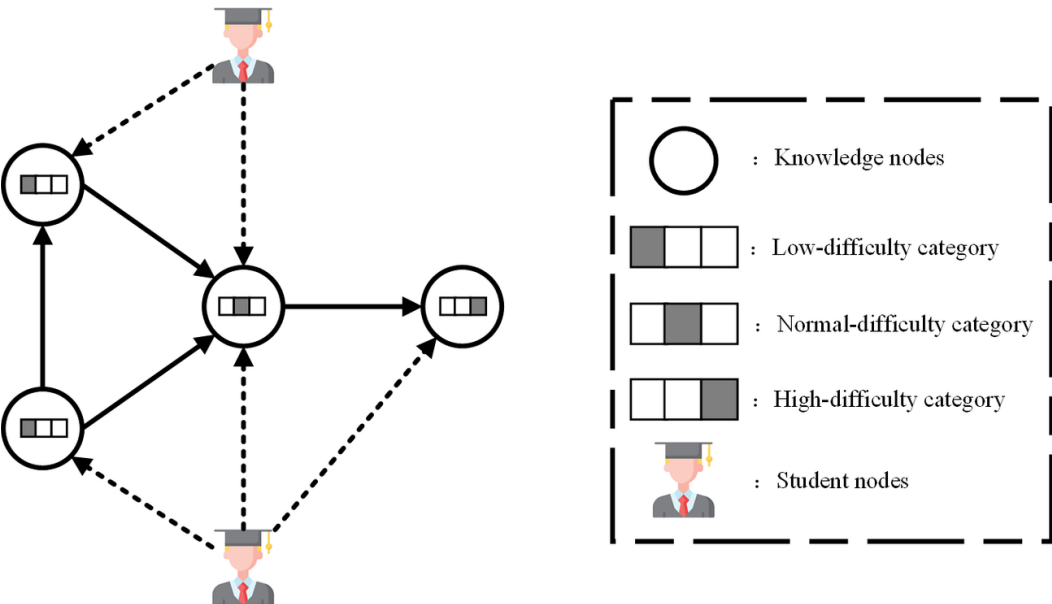 : Knowledge nodes
: Low-difficulty category
: Normal-difficulty category
: High-difficulty category
: Student nodes